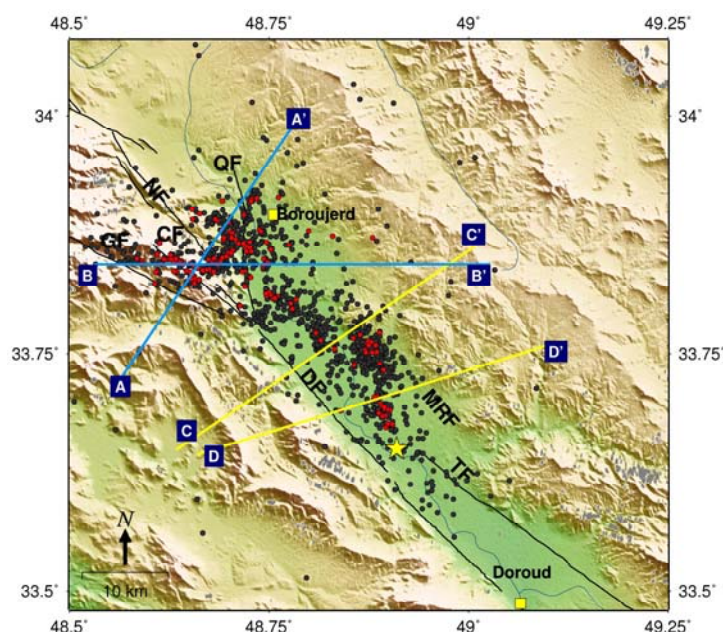 48.5˚
48.75˚
49˚
49.25˚
34˚
34˚
A'
QF
NF
Boroujerd
C'
CF
GF
B
B'
33.75˚
33.75˚
D'
A
DF
MRF
C
D
TF
N
10 km
Doroud
33.5˚
33.5˚
48.5˚
48.75˚
49˚
49.25˚